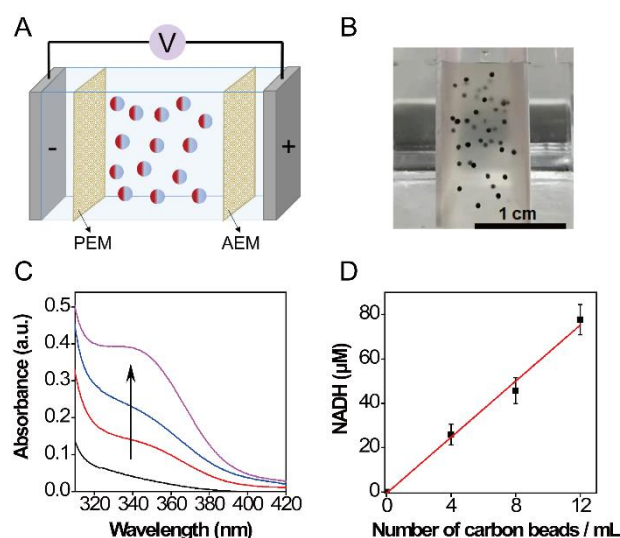 A
V
-
+
PEM
AEM
B
1 cm
C
0.5
0.4
0.3
0.2
0.1
0.0
320 340 360 380 400 420
Absorbance (a.u.)
Wavelength (nm)
D
80
60
40
20
0
0 4 8 12
NADH (μM)
Number of carbon beads / mL